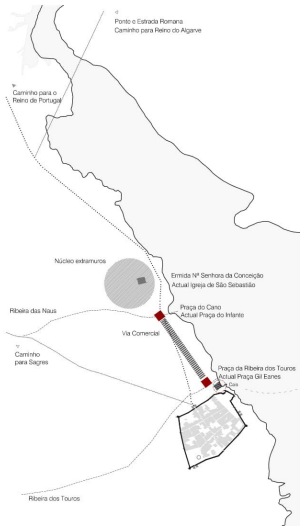 Ponto e Estrada Romana
Caminho para Reino do Algarve
Caminho para o
Reino de Portugal
Núcleo extramuros
Ermida Nª Senhora da Conceição
Actual Igreja de São Sebastião
Ribeira das Naus
Praça do Cano
Actual Praça do Infante
Via Comercial
Caminho
para Sagres
Praça da Ribeira dos Touros
Actual Praça Gil Eanes
Cais
Ribeira dos Touros